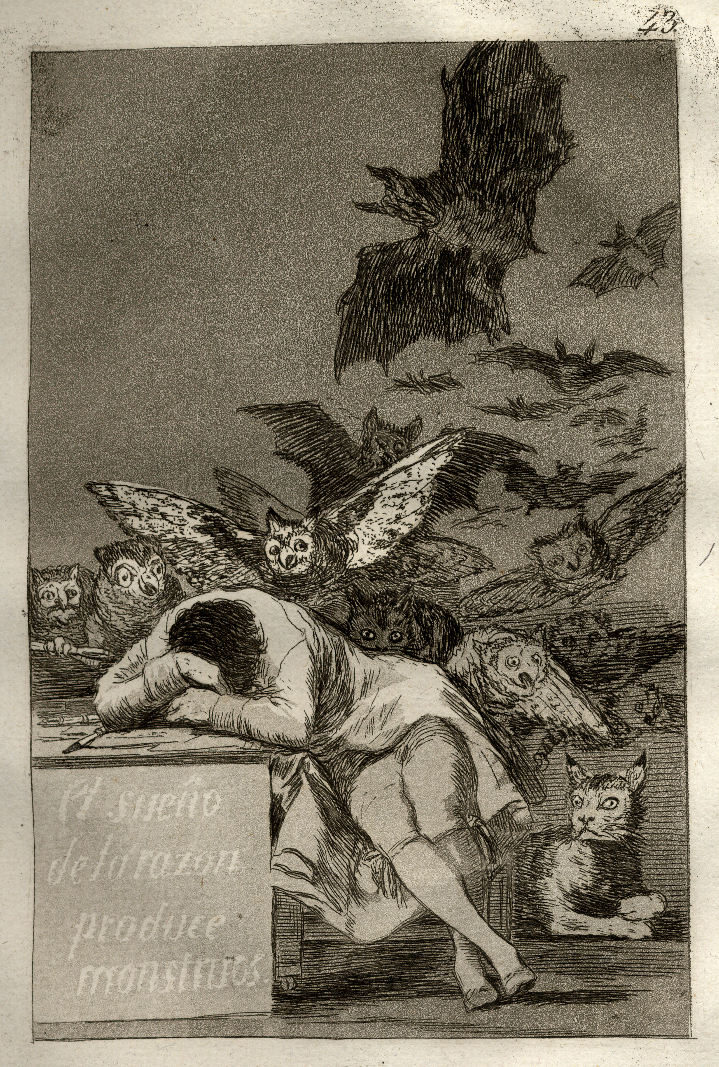 43
El sueño
de la razon
produce
monstruos.